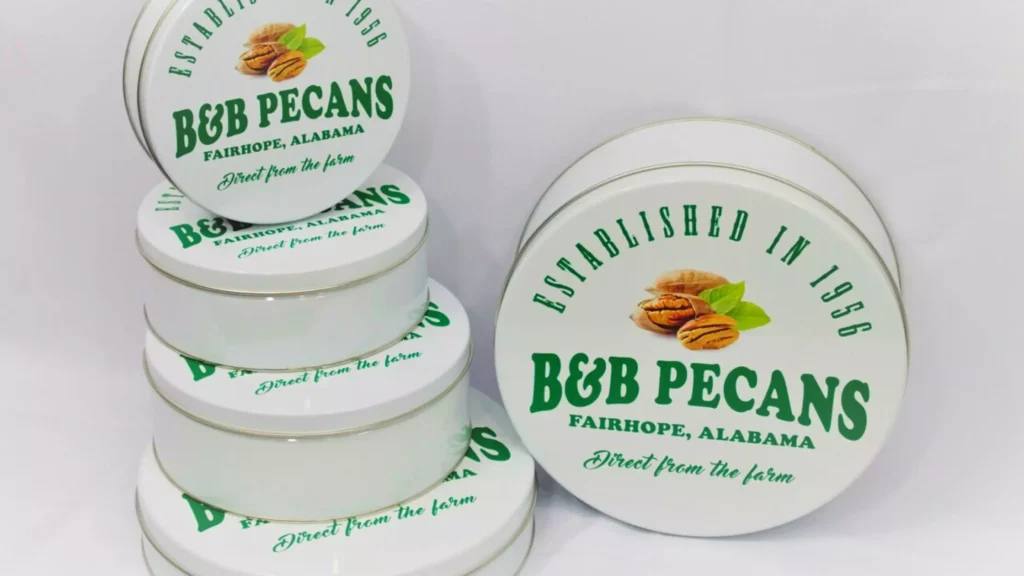 ESTABLISHED IN 1956
B&B PECANS
FAIRHOPE, ALABAMA
Direct from the farm
B&B PECANS
FAIRHOPE, ALABAMA
Direct from the farm
Direct from the farm
Direct from the farm
ESTABLISHED IN 1956
B&B PECANS
FAIRHOPE, ALABAMA
Direct from the farm